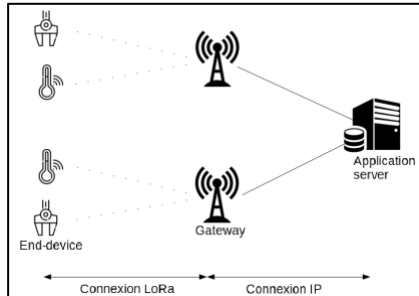 Application
server
End-device
Gateway
Connexion LoRa
Connexion IP